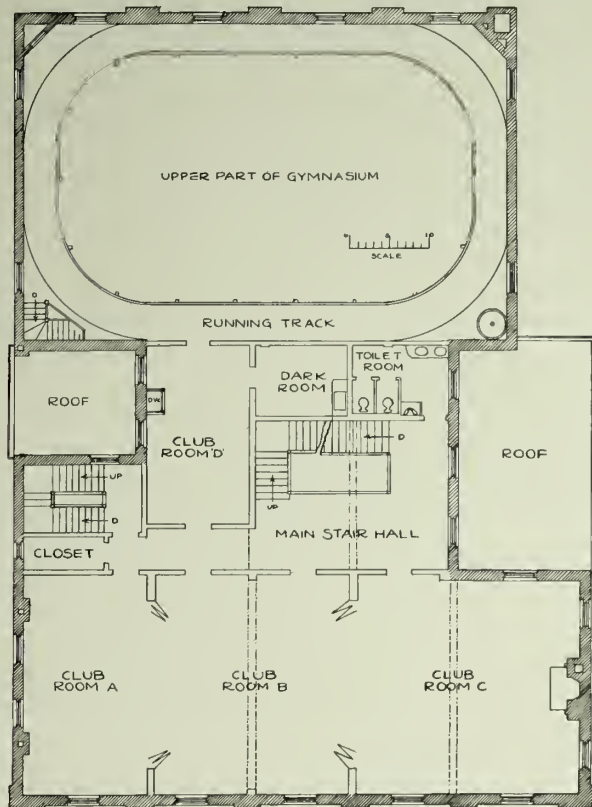 UPPER PART OF GYMNASIUM
SCALE
RUNNING TRACK
D
ROOF
DARK
ROOM
TOILET
ROOM
DW.
CLUB
ROOM 'D'
ROOF
D
UP
UP
D
MAIN STAIR HALL
CLOSET
CLUB
ROOM A
CLUB
ROOM B
CLUB
ROOM C